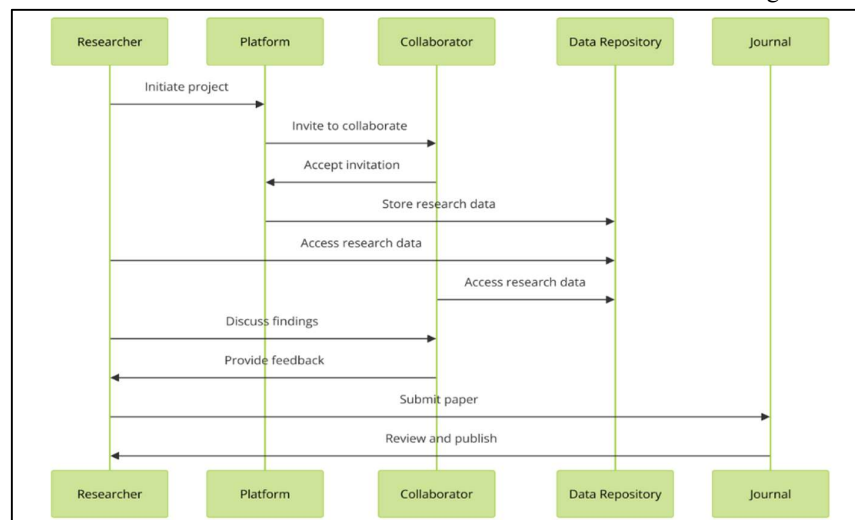 Researcher Platform Collaborator Data Repository Journal
Initiate project
Invite to collaborate
Accept invitation
Store research data
Access research data
Access research data
Discuss findings
Provide feedback
Submit paper
Review and publish
Researcher Platform Collaborator Data Repository Journal